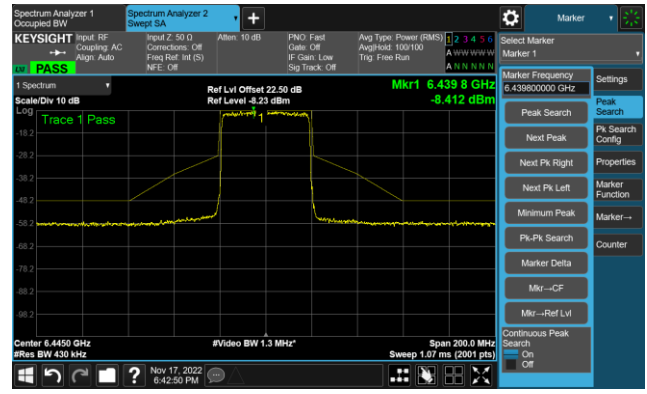 Spectrum Analyzer 1
Occupied BW
Spectrum Analyzer 2
Swept SA
Marker
KEYSIGHT
Input: RF
Coupling: AC
Align: Auto
Input Z: 50 Ω
Corrections: Off
Freq Ref: Int (S)
NFE: Off
Atten: 10 dB
PNO: Fast
Gate: Off
IF Gain: Low
Sig Track: Off
Avg Type: Power (RMS)
Avg|Hold: 100/100
Trig: Free Run
1 2 3 4 5 6
A W W W W W
A N N N N N
PASS
Select Marker
Marker 1
1 Spectrum
Scale/Div 10 dB
Ref Lvl Offset 22.50 dB
Ref Level -8.23 dBm
Mkr1 6.439 8 GHz
-8.412 dBm
Log
Trace 1 Pass
1
-18.2
-28.2
-38.2
-48.2
-58.2
-68.2
-78.2
-88.2
-98.2
Center 6.4450 GHz
#Res BW 430 kHz
#Video BW 1.3 MHz*
Span 200.0 MHz
Sweep 1.07 ms (2001 pts)
Marker Frequency
6.439800000 GHz
Peak Search
Next Peak
Next Pk Right
Next Pk Left
Minimum Peak
Pk-Pk Search
Marker Delta
Mkr→CF
Mkr→Ref Lvl
Continuous Peak
Search
On
Off
Settings
Peak
Search
Pk Search
Config
Properties
Marker
Function
Marker→
Counter
Nov 17, 2022
6:42:50 PM